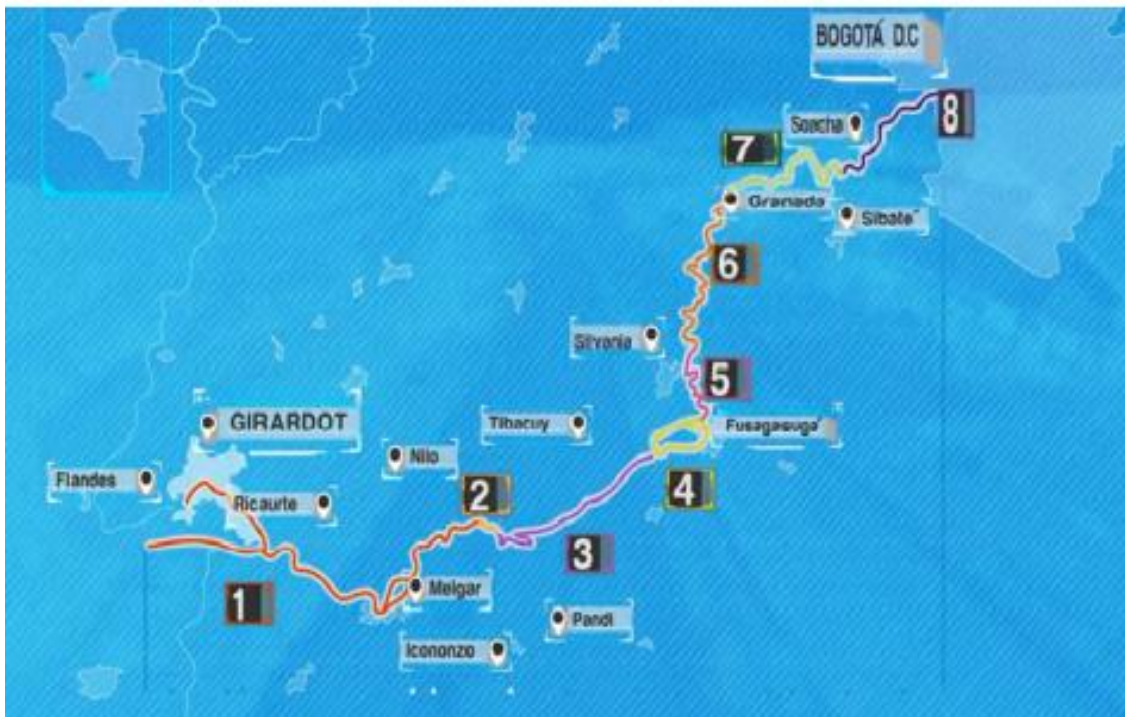 BOGOTÁ D.C
8
Soacha
7
Granada
Sibaté
6
Silvania
5
GIRARDOT
Tibacuy
Fusagasugá
Nilo
Flandes
2
4
Ricaurte
3
1
Melgar
Pandi
Icononzo